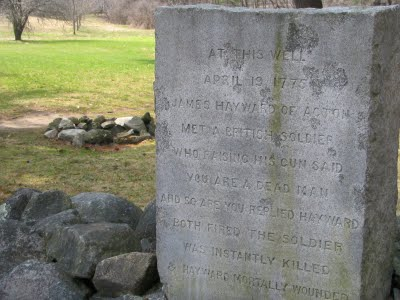 AT THIS WELL
APRIL 19 1775
JAMES HAYWARD OF ACTON
MET A BRITISH SOLDIER
WHO RAISING HIS GUN SAID
YOU ARE A DEAD MAN
AND SO ARE YOU REPLIED HAYWARD
BOTH FIRED THE SOLDIER
WAS INSTANTLY KILLED
& HAYWARD MORTALLY WOUNDED